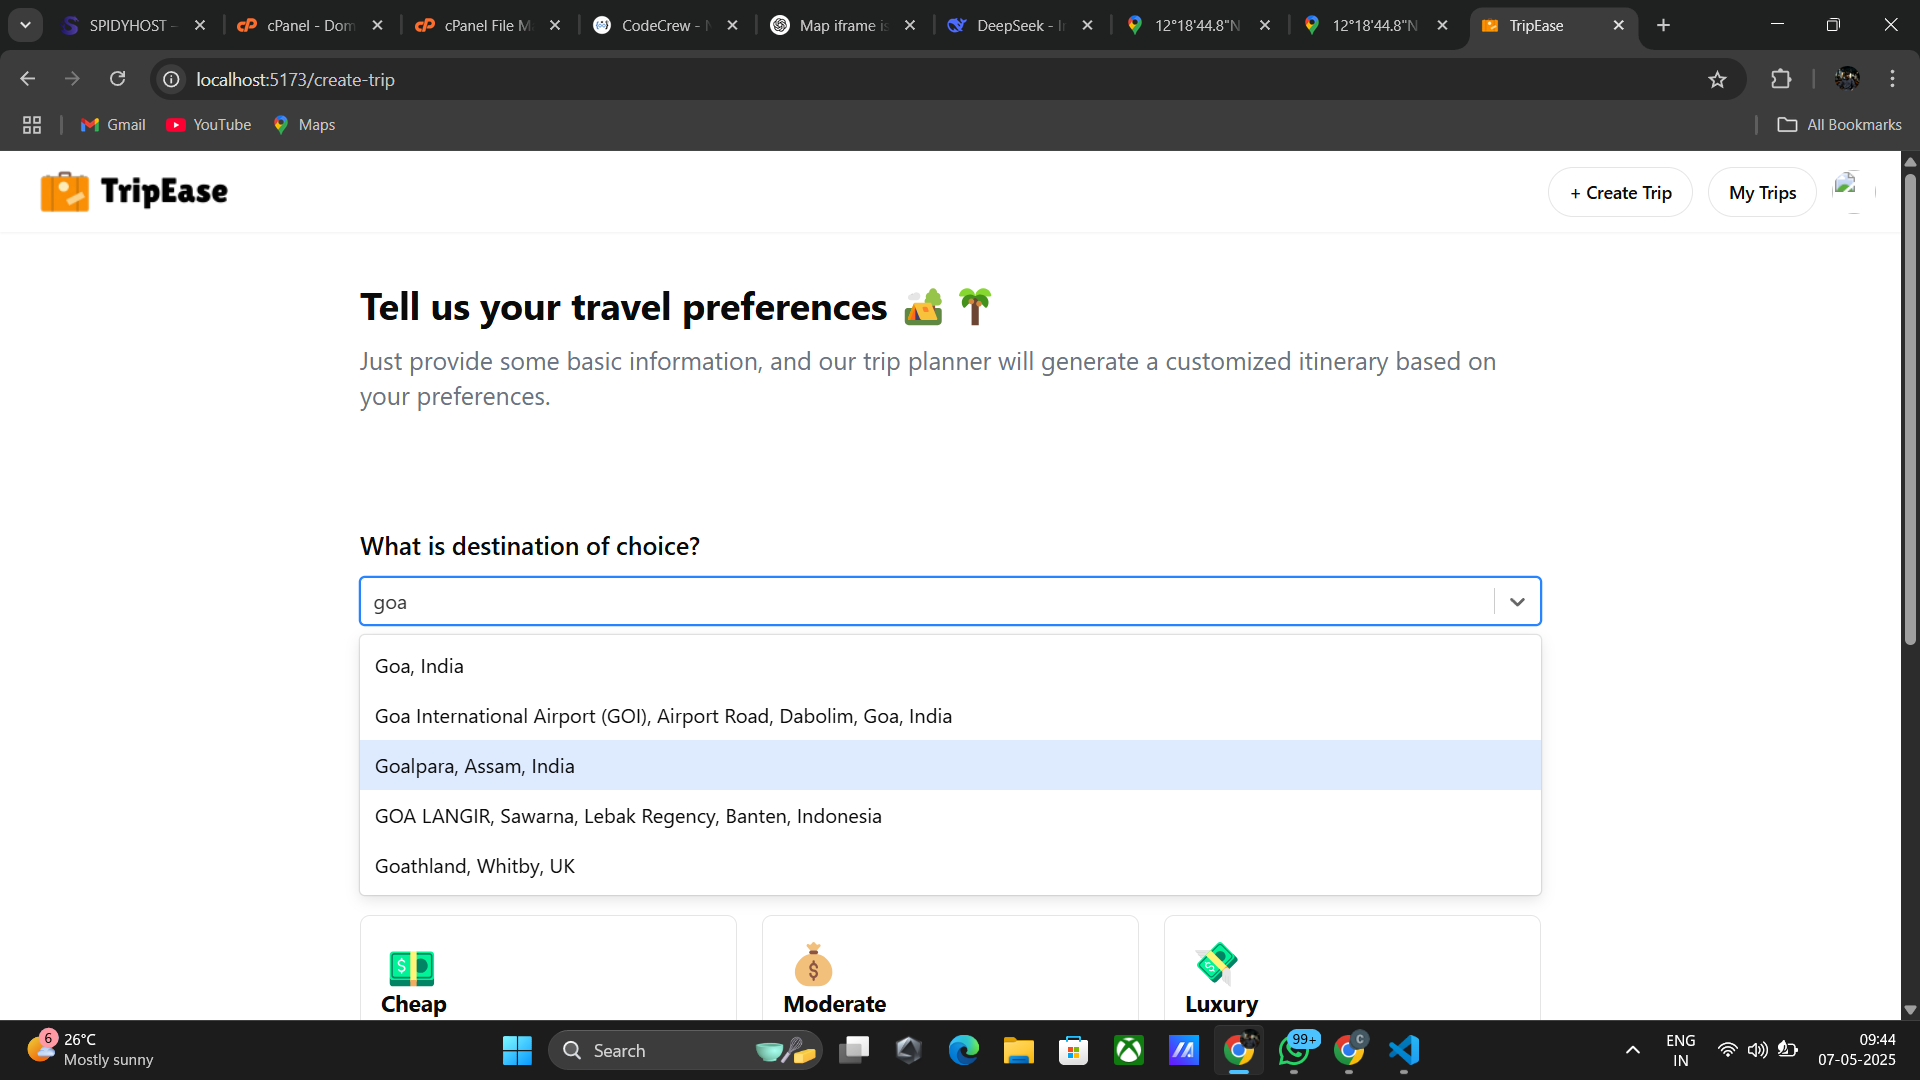 SPIDYHOST -
cPanel - Dom
cPanel File Ma
CodeCrew - N
Map iframe is
DeepSeek - In
12°18'44.8"N
12°18'44.8"N
TripEase
localhost:5173/create-trip
Gmail
YouTube
Maps
All Bookmarks
TripEase
+ Create Trip
My Trips
Tell us your travel preferences
Just provide some basic information, and our trip planner will generate a customized itinerary based on
your preferences.
What is destination of choice?
goa
Goa, India
Goa International Airport (GOI), Airport Road, Dabolim, Goa, India
Goalpara, Assam, India
GOA LANGIR, Sawarna, Lebak Regency, Banten, Indonesia
Goathland, Whitby, UK
Cheap
Moderate
Luxury
6
26°C
Mostly sunny
Search
99+
C
ENG
IN
09:44
07-05-2025